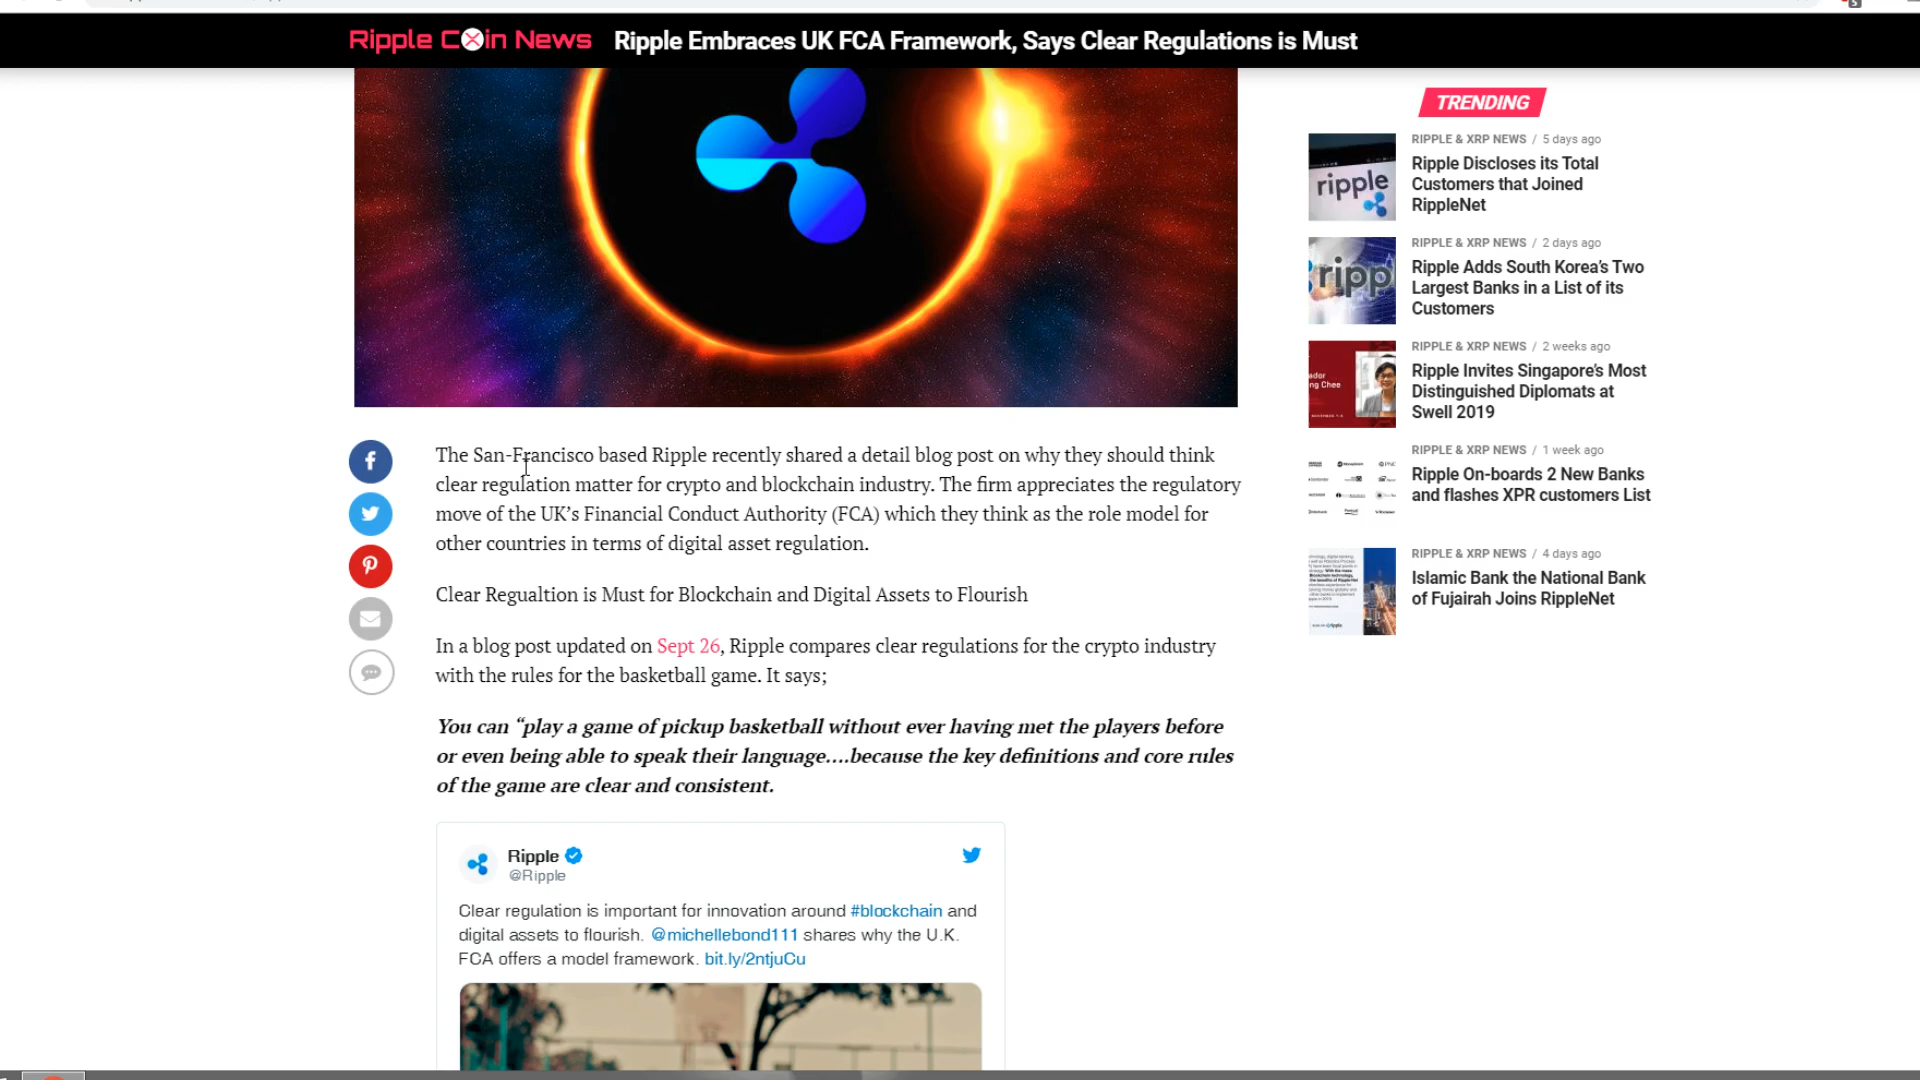 Ripple Coin News
Ripple Embraces UK FCA Framework, Says Clear Regulations is Must
The San-Francisco based Ripple recently shared a detail blog post on why they should think
clear regulation matter for crypto and blockchain industry. The firm appreciates the regulatory
move of the UK’s Financial Conduct Authority (FCA) which they think as the role model for
other countries in terms of digital asset regulation.
Clear Regualtion is Must for Blockchain and Digital Assets to Flourish
In a blog post updated on Sept 26, Ripple compares clear regulations for the crypto industry
with the rules for the basketball game. It says;
You can “play a game of pickup basketball without ever having met the players before
or even being able to speak their language....because the key definitions and core rules
of the game are clear and consistent.
Ripple
@Ripple
Clear regulation is important for innovation around #blockchain and
digital assets to flourish. @michellebond111 shares why the U.K.
FCA offers a model framework. bit.ly/2ntjuCu
TRENDING
ripple
RIPPLE & XRP NEWS / 5 days ago
Ripple Discloses its Total
Customers that Joined
RippleNet
ripp
RIPPLE & XRP NEWS / 2 days ago
Ripple Adds South Korea’s Two
Largest Banks in a List of its
Customers
ador
ng Chee
RIPPLE & XRP NEWS / 2 weeks ago
Ripple Invites Singapore’s Most
Distinguished Diplomats at
Swell 2019
RIPPLE & XRP NEWS / 1 week ago
Ripple On-boards 2 New Banks
and flashes XPR customers List
RIPPLE & XRP NEWS / 4 days ago
Islamic Bank the National Bank
of Fujairah Joins RippleNet